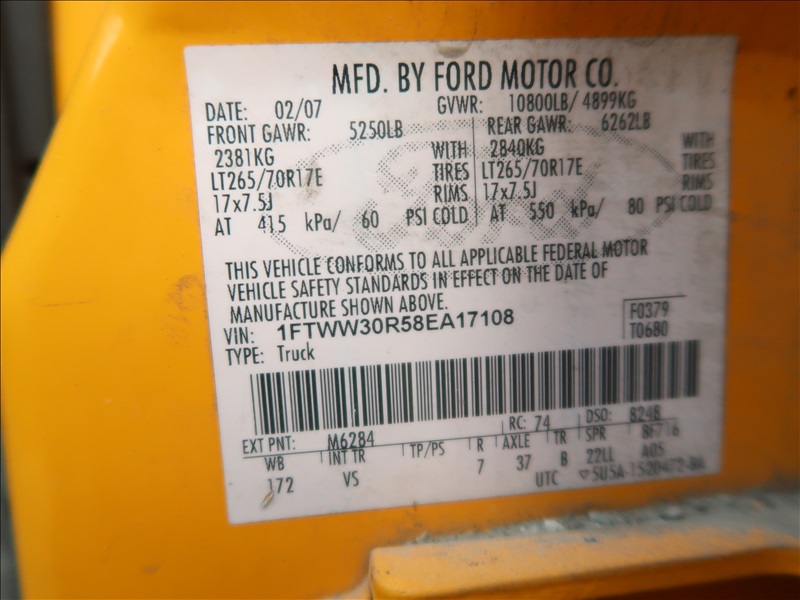 MFD. BY FORD MOTOR CO.
DATE: 02/07 GVWR: 10800LB/ 4899KG
FRONT GAWR: 5250LB REAR GAWR: 6262LB
2381KG WITH 2840KG WITH
LT265/70R17E TIRES LT265/70R17E TIRES
17x7.5J RIMS 17x7.5J RIMS
AT 415 kPa/ 60 PSI COLD AT 550 kPa/ 80 PSI COLD
THIS VEHICLE CONFORMS TO ALL APPLICABLE FEDERAL MOTOR
VEHICLE SAFETY STANDARDS IN EFFECT ON THE DATE OF
MANUFACTURE SHOWN ABOVE.
VIN: 1FTWW30R58EA17108 F0379
TYPE: Truck T0680
EXT PNT: M6284 RC: 74 DSO: 8248
WB INT TR TP/PS R AXLE TR SPR BF716
172 VS 7 37 B 22LL A05
UTC ▽5U5A-1520472-BA